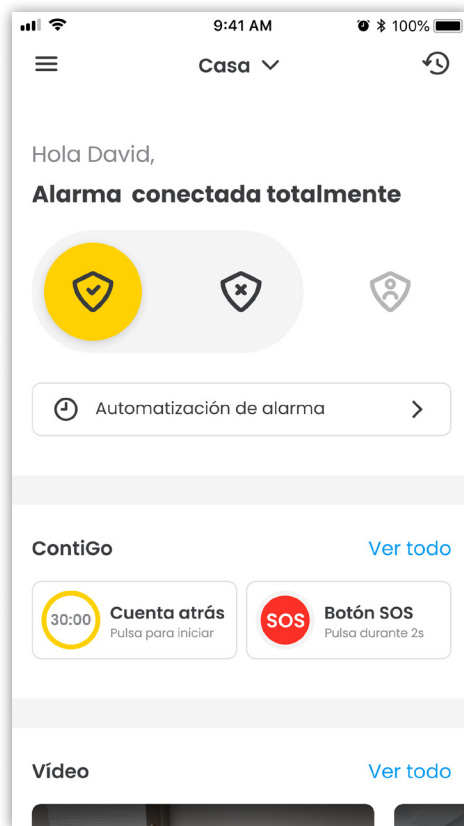 9:41 AM
100%
Casa
Hola David,
Alarma conectada totalmente
Automatización de alarma
ContiGo
Ver todo
30:00
Cuenta atrás
Pulsa para iniciar
SOS
Botón SOS
Pulsa durante 2s
Vídeo
Ver todo